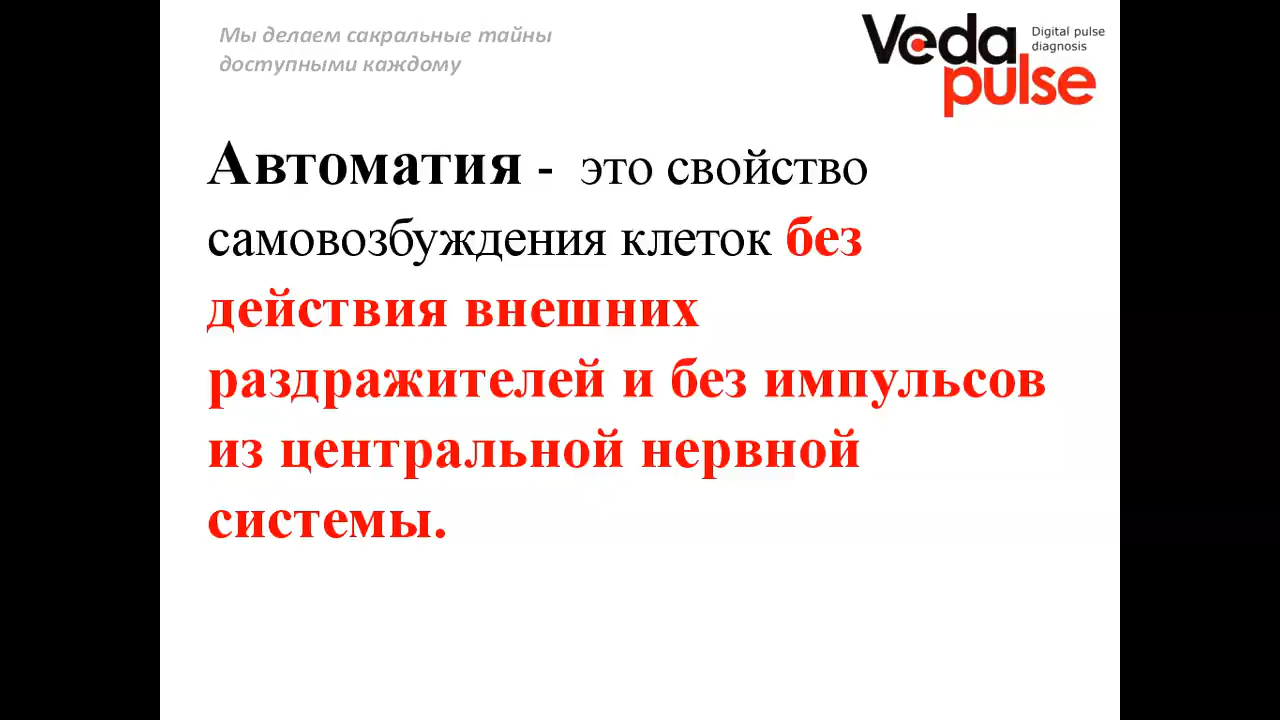 Мы делаем сакральные тайны
доступными каждому
Veda
pulse
Digital pulse
diagnosis
Автоматия - это свойство
самовозбуждения клеток без
действия внешних
раздражителей и без импульсов
из центральной нервной
системы.